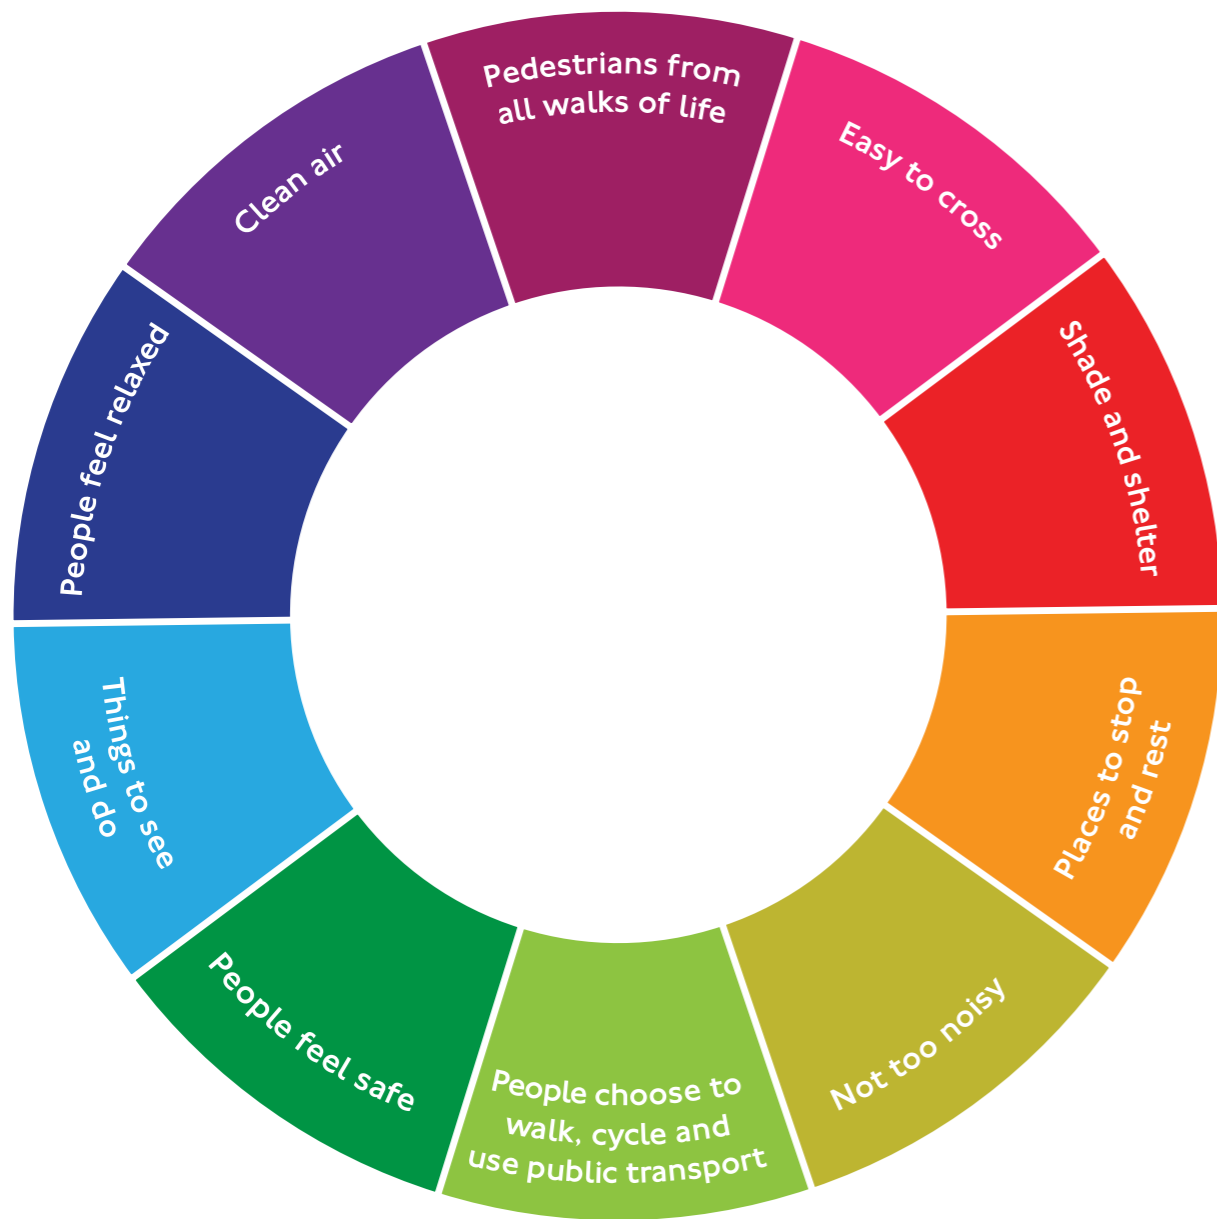 Pedestrians from
all walks of life
Easy to cross
Shade and shelter
Places to stop
and rest
Not too noisy
People choose to
walk, cycle and
use public transport
People feel safe
Things to see
and do
People feel relaxed
Clean air